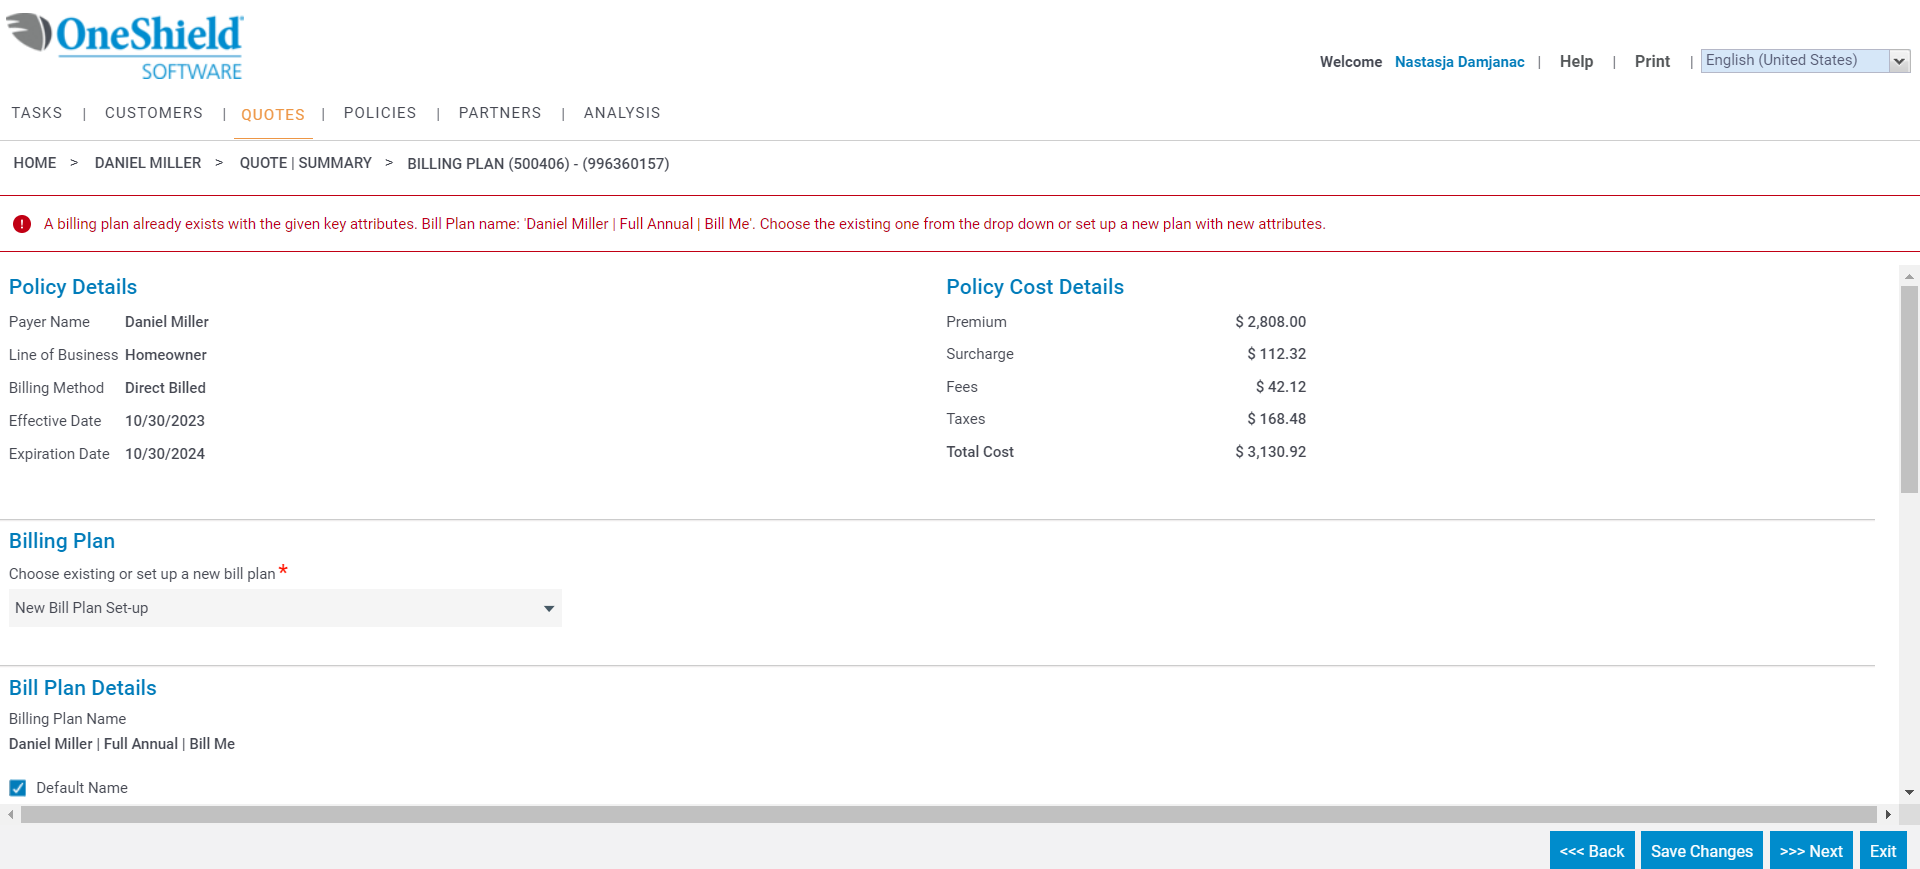 OneShield®
SOFTWARE
Welcome Nastasja Damjanac | Help | Print | English (United States)
TASKS | CUSTOMERS | QUOTES | POLICIES | PARTNERS | ANALYSIS
HOME > DANIEL MILLER > QUOTE | SUMMARY > BILLING PLAN (500406) - (996360157)
! A billing plan already exists with the given key attributes. Bill Plan name: 'Daniel Miller | Full Annual | Bill Me'. Choose the existing one from the drop down or set up a new plan with new attributes.
Policy Details
Payer Name Daniel Miller
Line of Business Homeowner
Billing Method Direct Billed
Effective Date 10/30/2023
Expiration Date 10/30/2024
Policy Cost Details
Premium $ 2,808.00
Surcharge $ 112.32
Fees $ 42.12
Taxes $ 168.48
Total Cost $ 3,130.92
Billing Plan
Choose existing or set up a new bill plan *
New Bill Plan Set-up
Bill Plan Details
Billing Plan Name
Daniel Miller | Full Annual | Bill Me
Default Name
<<< Back Save Changes >>> Next Exit